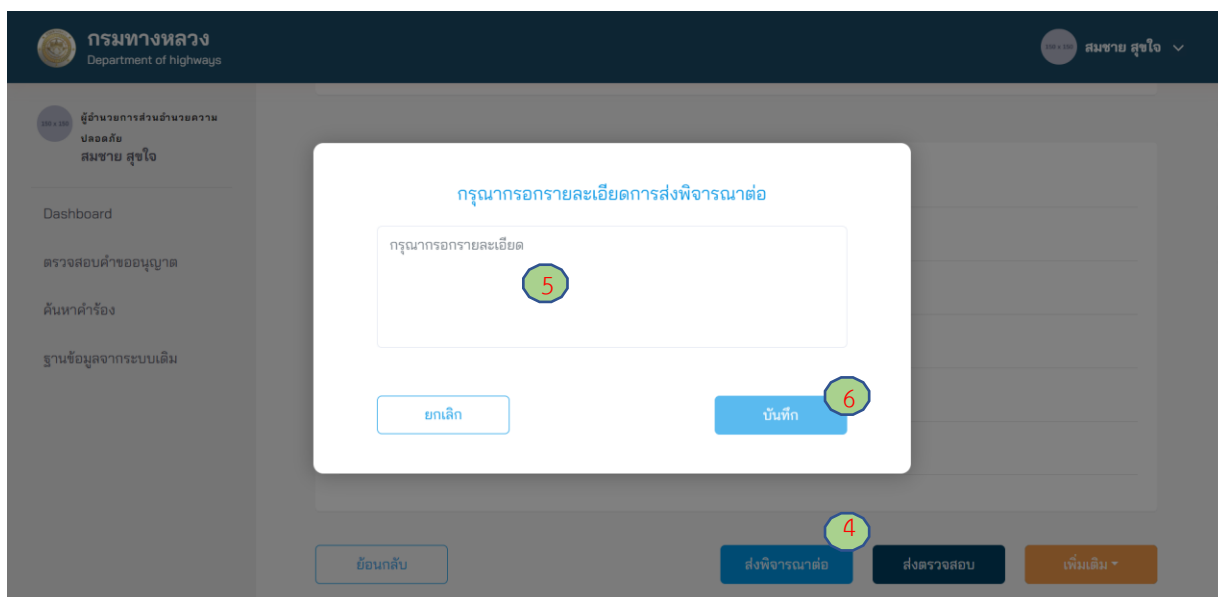 กรมทางหลวง
Department of highways
สมชาย สุขใจ
ผู้อำนวยการส่วนอำนวยความ
ปลอดภัย
สมชาย สุขใจ
Dashboard
ตรวจสอบคำขออนุญาต
ค้นหาคำร้อง
ฐานข้อมูลจากระบบเดิม
กรุณากรอกรายละเอียดการส่งพิจารณาต่อ
กรุณากรอกรายละเอียด
5
ยกเลิก
บันทึก
6
4
ย้อนกลับ
ส่งพิจารณาต่อ
ส่งตรวจสอบ
เพิ่มเติม